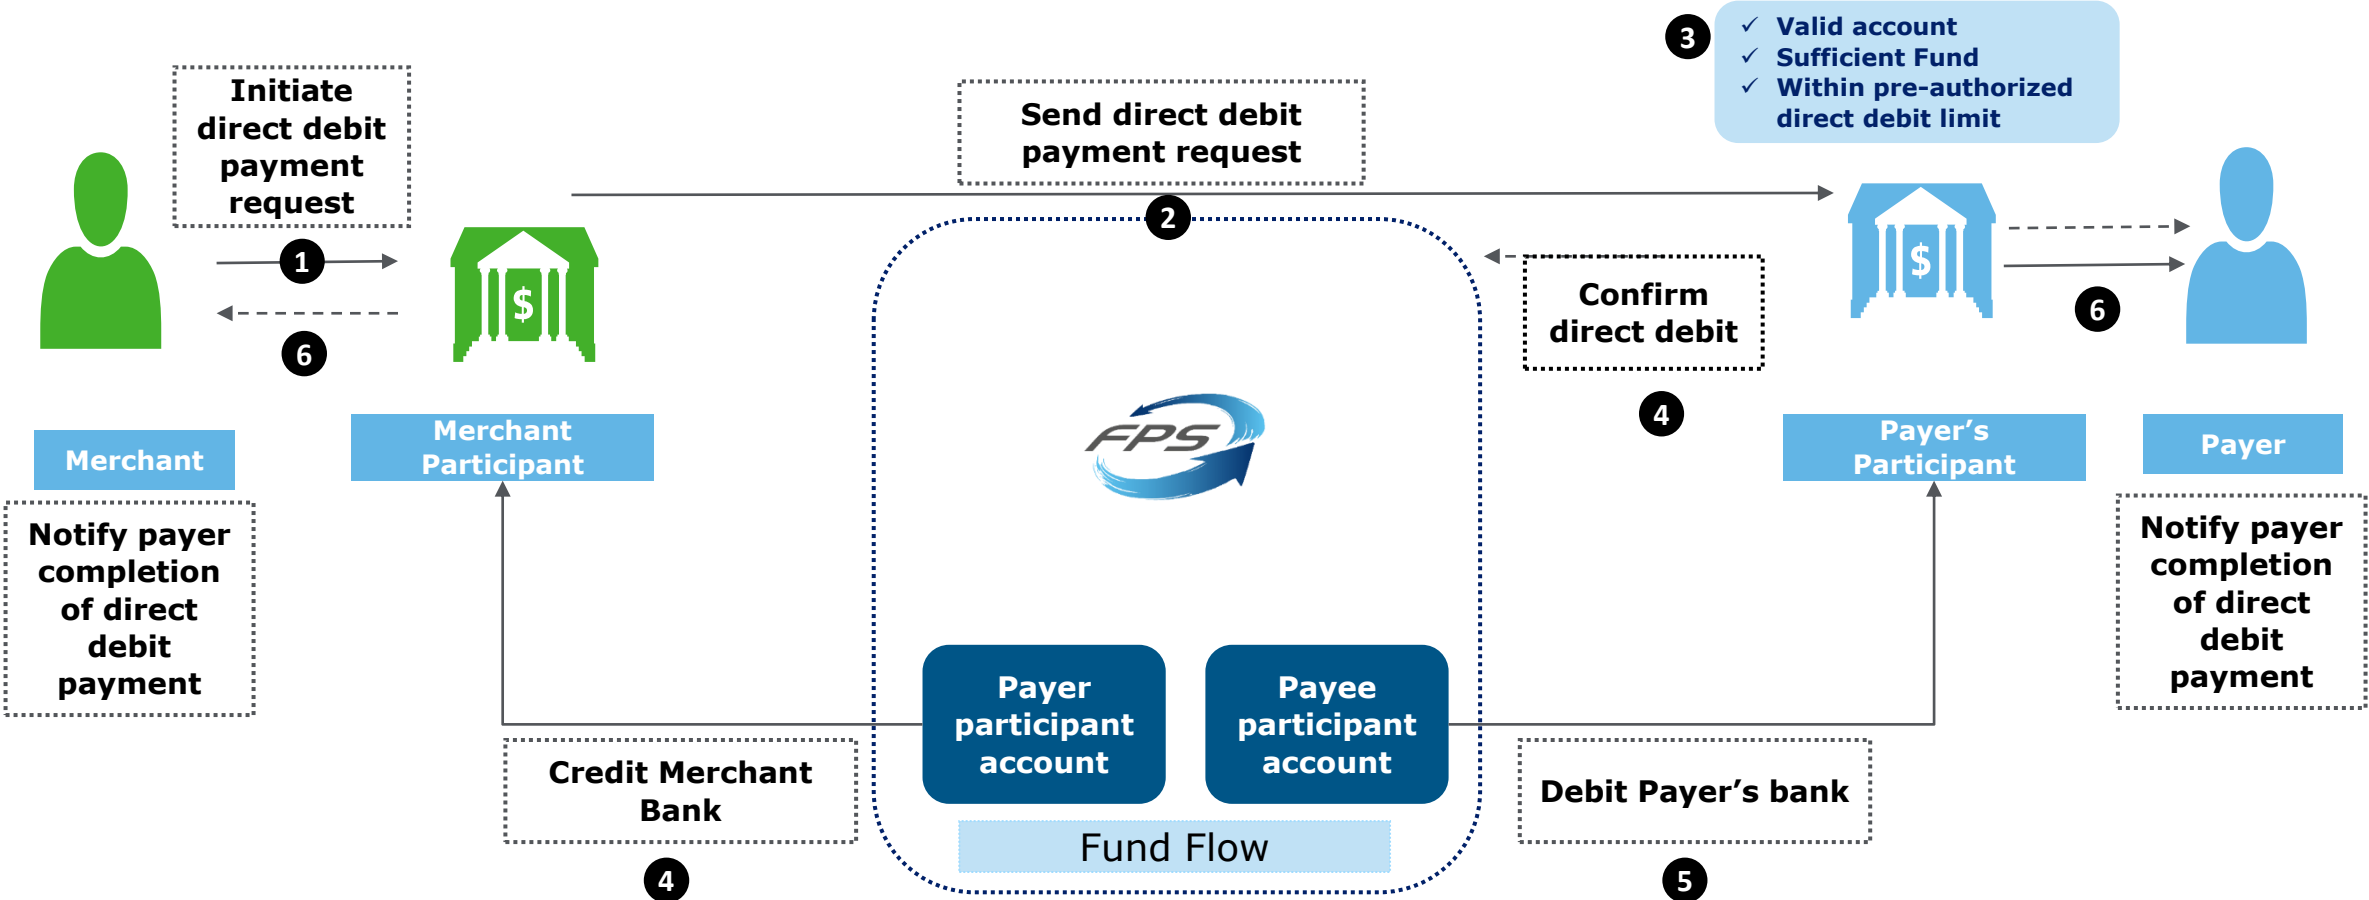 Initiate
direct debit
payment
request
1
6
$
Merchant
Merchant
Participant
Notify payer
completion
of direct
debit
payment
Send direct debit
payment request
2
3
✓ Valid account
✓ Sufficient Fund
✓ Within pre-authorized
direct debit limit
Confirm
direct debit
4
$
6
Payer’s
Participant
Payer
Notify payer
completion
of direct
debit
payment
FPS
Payer
participant
account
Payee
participant
account
Fund Flow
Credit Merchant
Bank
4
Debit Payer’s bank
5